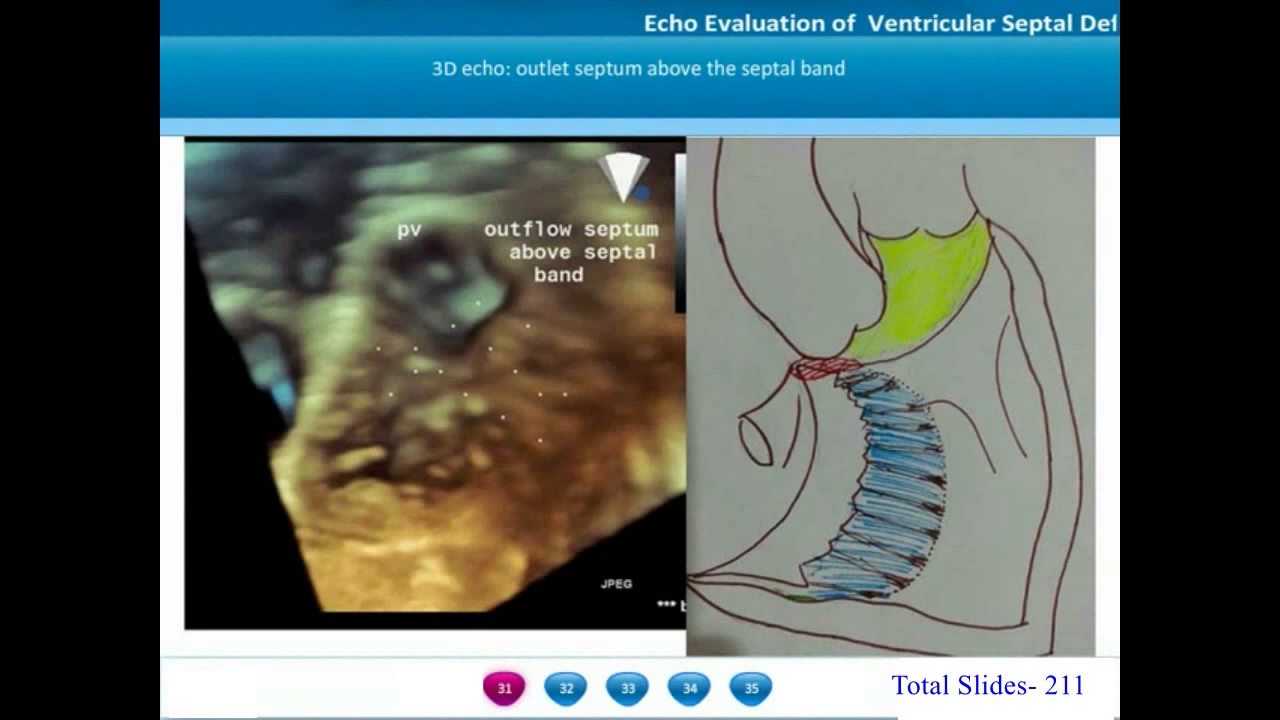 Echo Evaluation of Ventricular Septal Def
3D echo: outlet septum above the septal band
pv
outflow septum
above septal
band
JPEG
***
31
32
33
34
35
Total Slides- 211